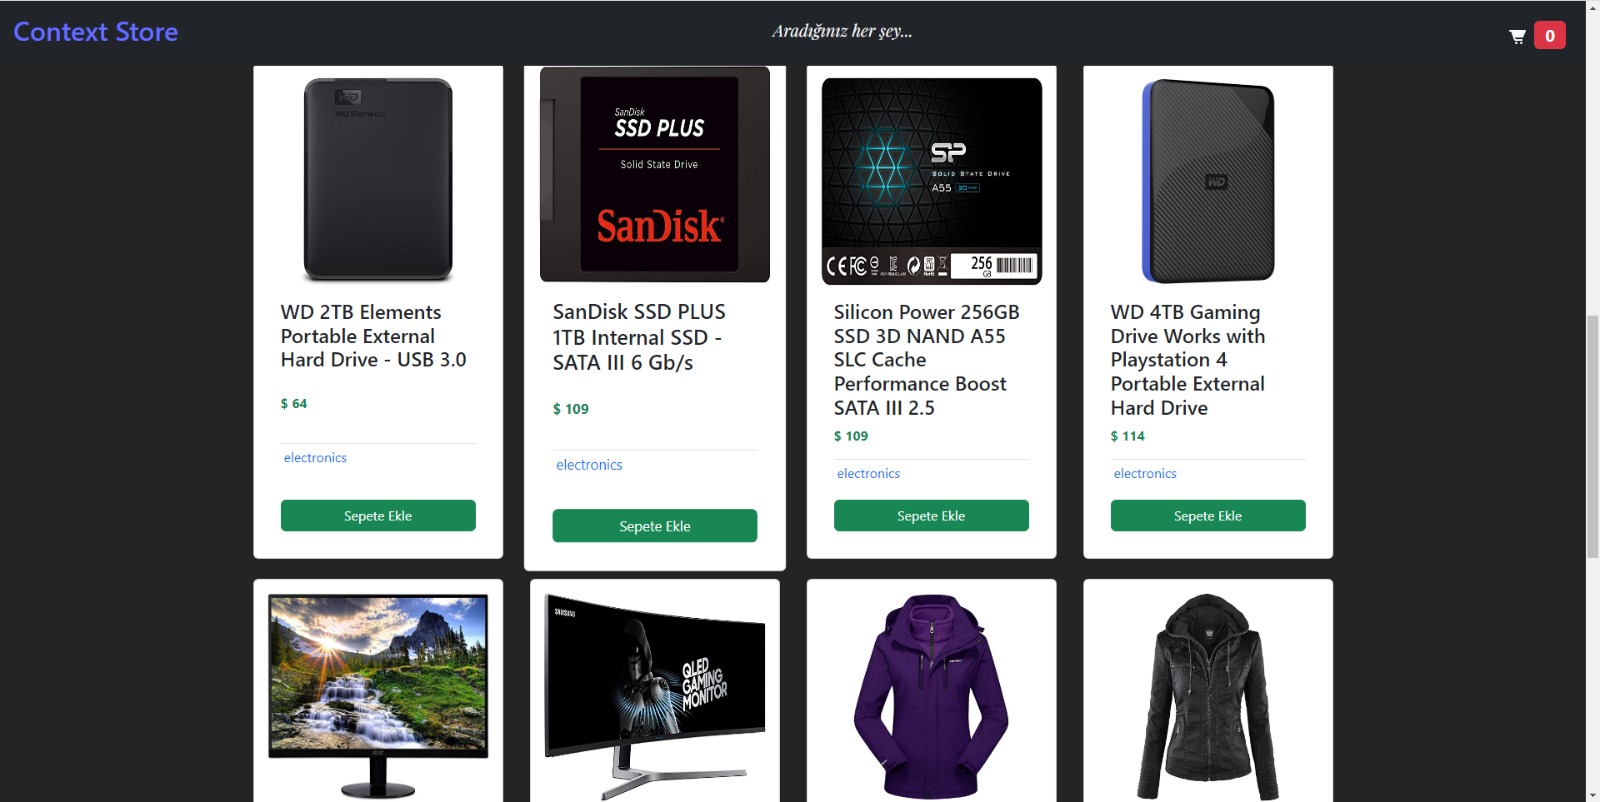 Context Store
Aradığınız her şey...
0
WD
WD Elements
SanDisk
SSD PLUS
Solid State Drive
SanDisk
SP
SOLID STATE DRIVE
A55
256
GB
WD
WD 2TB Elements
Portable External
Hard Drive - USB 3.0
$ 64
electronics
Sepete Ekle
SanDisk SSD PLUS
1TB Internal SSD -
SATA III 6 Gb/s
$ 109
electronics
Sepete Ekle
Silicon Power 256GB
SSD 3D NAND A55
SLC Cache
Performance Boost
SATA III 2.5
$ 109
electronics
Sepete Ekle
WD 4TB Gaming
Drive Works with
Playstation 4
Portable External
Hard Drive
$ 114
electronics
Sepete Ekle
acer
SAMSUNG
QLED
GAMING
MONITOR